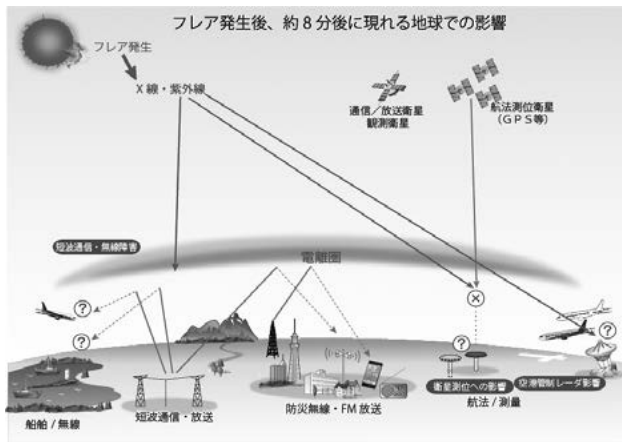 フレア発生後、約８分後に現れる地球での影響
フレア発生
X 線・紫外線
通信／放送衛星
観測衛星
航法測位衛星
（ＧＰＳ等）
短波通信・無線障害
電離圏
?
?
×
?
?
船舶 / 無線
短波通信・放送
防災無線・FM 放送
衛星測位への影響
航法 / 測量
空港管制レーダ影響